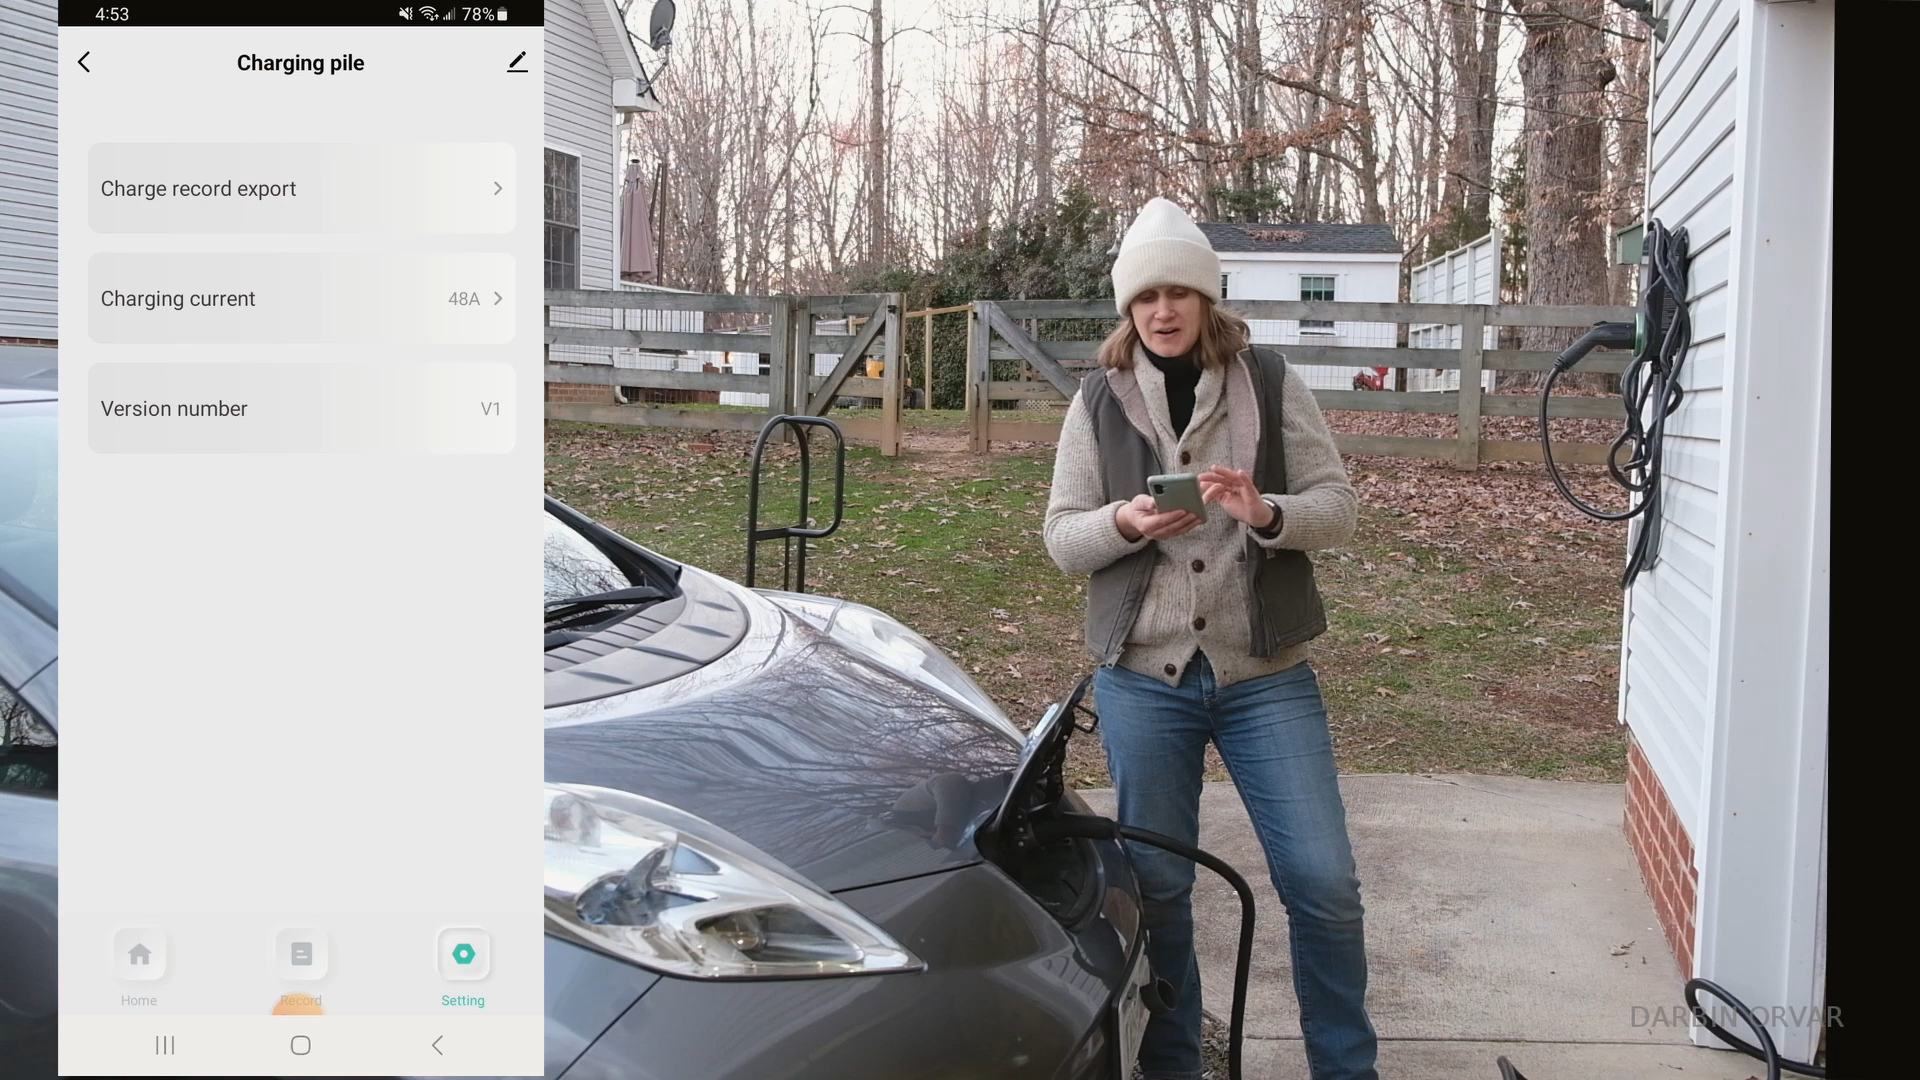 4:53 78%
Charging pile
Charge record export
Charging current 48A
Version number V1
Home Record Setting
DARBIN ORVAR